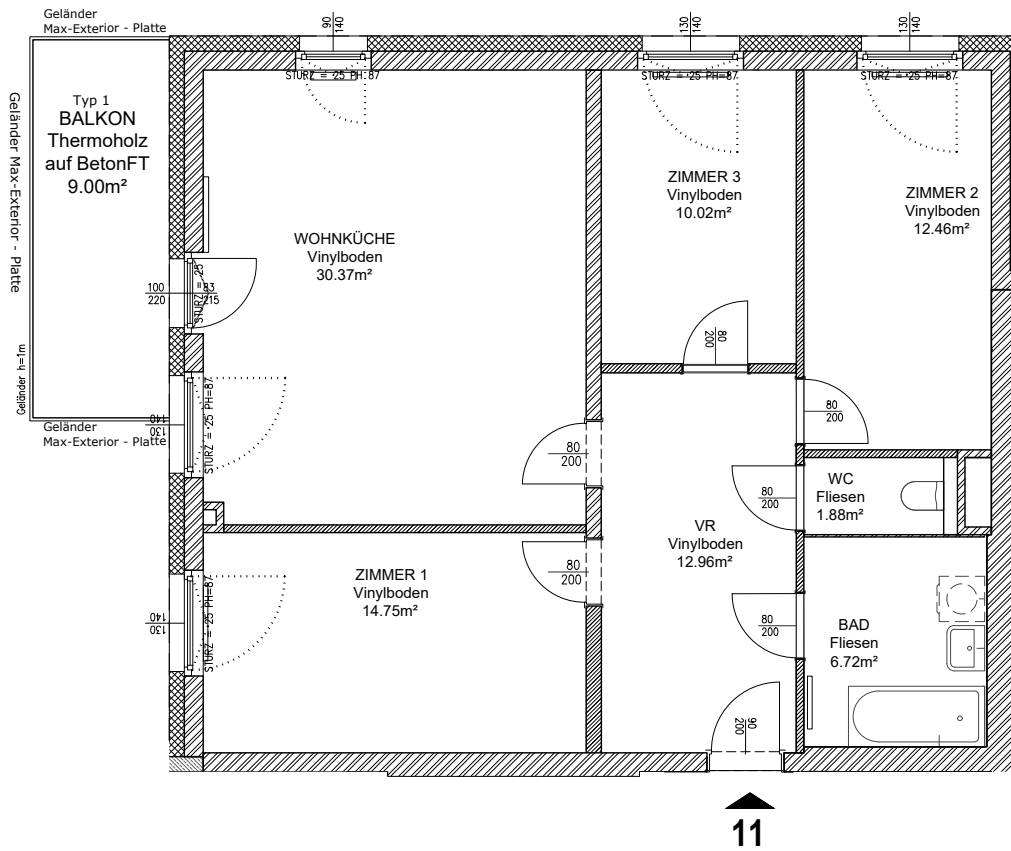 Geländer
Max-Exterior - Platte
Geländer Max-Exterior - Platte
Geländer h=1m
Typ 1
BALKON
Thermoholz
auf BetonFT
9.00m²
Geländer
Max-Exterior - Platte
90
140
STURZ = -25 PH=87
130
140
STURZ = -25 PH=87
130
140
STURZ = -25 PH=87
WOHNKÜCHE
Vinylboden
30.37m²
ZIMMER 3
Vinylboden
10.02m²
ZIMMER 2
Vinylboden
12.46m²
100
220
83
215
STURZ = 25
140
130
STURZ = -25 PH=87
80
200
80
200
80
200
WC
Fliesen
1.88m²
80
200
VR
Vinylboden
12.96m²
ZIMMER 1
Vinylboden
14.75m²
80
200
140
130
STURZ = -25 PH=87
BAD
Fliesen
6.72m²
80
200
90
200
11